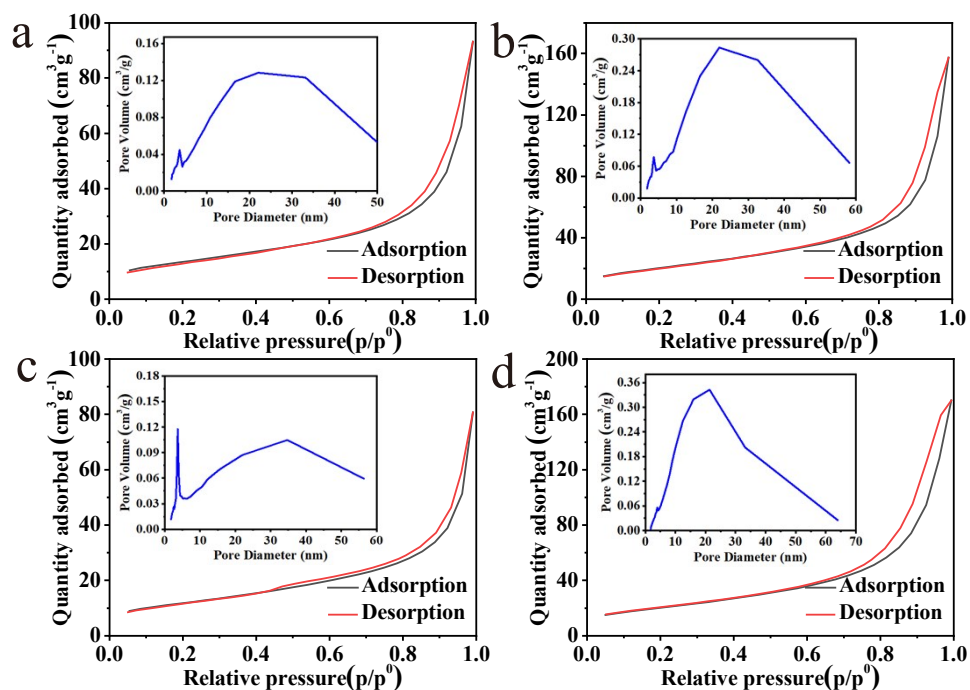 a
Quantity adsorbed (cm³g⁻¹)
100
80
60
40
20
0
0.0 0.2 0.4 0.6 0.8 1.0
Relative pressure(p/p⁰)
Adsorption
Desorption
Pore Volume (cm³/g)
0.16
0.12
0.08
0.04
0.00
0 10 20 30 40 50
Pore Diameter (nm)
b
Quantity adsorbed (cm³g⁻¹)
160
120
80
40
0
0.0 0.2 0.4 0.6 0.8 1.0
Relative pressure(p/p⁰)
Adsorption
Desorption
Pore Volume (cm³/g)
0.30
0.24
0.18
0.12
0.06
0.00
0 10 20 30 40 50 60
Pore Diameter (nm)
c
Quantity adsorbed (cm³g⁻¹)
100
80
60
40
20
0
0.0 0.2 0.4 0.6 0.8 1.0
Relative pressure(p/p⁰)
Adsorption
Desorption
Pore Volume (cm³/g)
0.18
0.15
0.12
0.09
0.06
0.03
0.00
0 10 20 30 40 50 60
Pore Diameter (nm)
d
Quantity adsorbed (cm³g⁻¹)
200
160
120
80
40
0
0.0 0.2 0.4 0.6 0.8 1.0
Relative pressure(p/p⁰)
Adsorption
Desorption
Pore Volume (cm³/g)
0.36
0.30
0.24
0.18
0.12
0.06
0.00
0 10 20 30 40 50 60 70
Pore Diameter (nm)